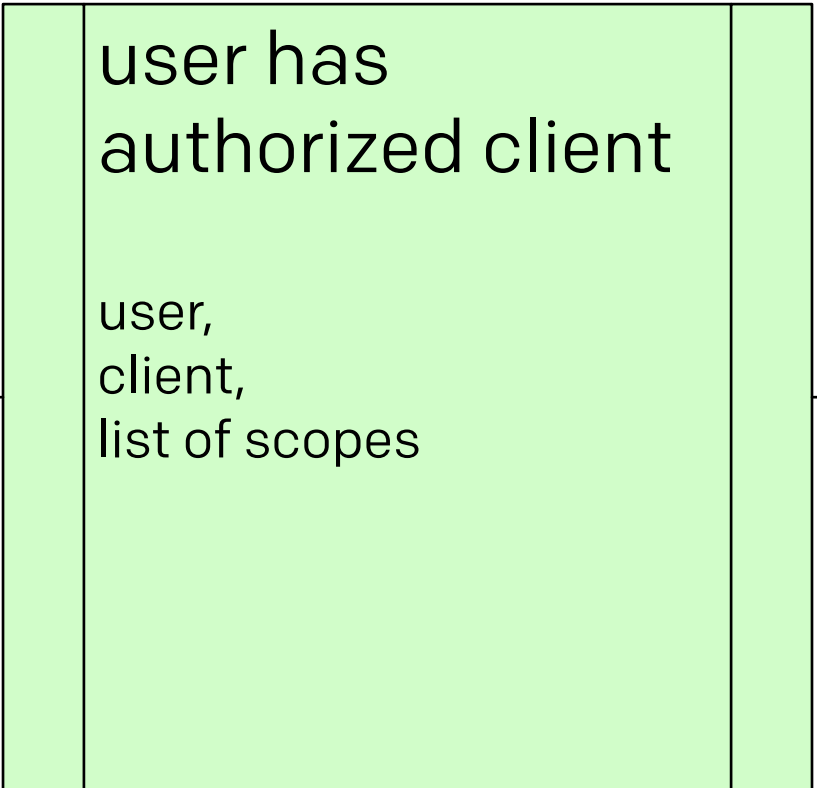 user has
authorized client
user,
client,
list of scopes